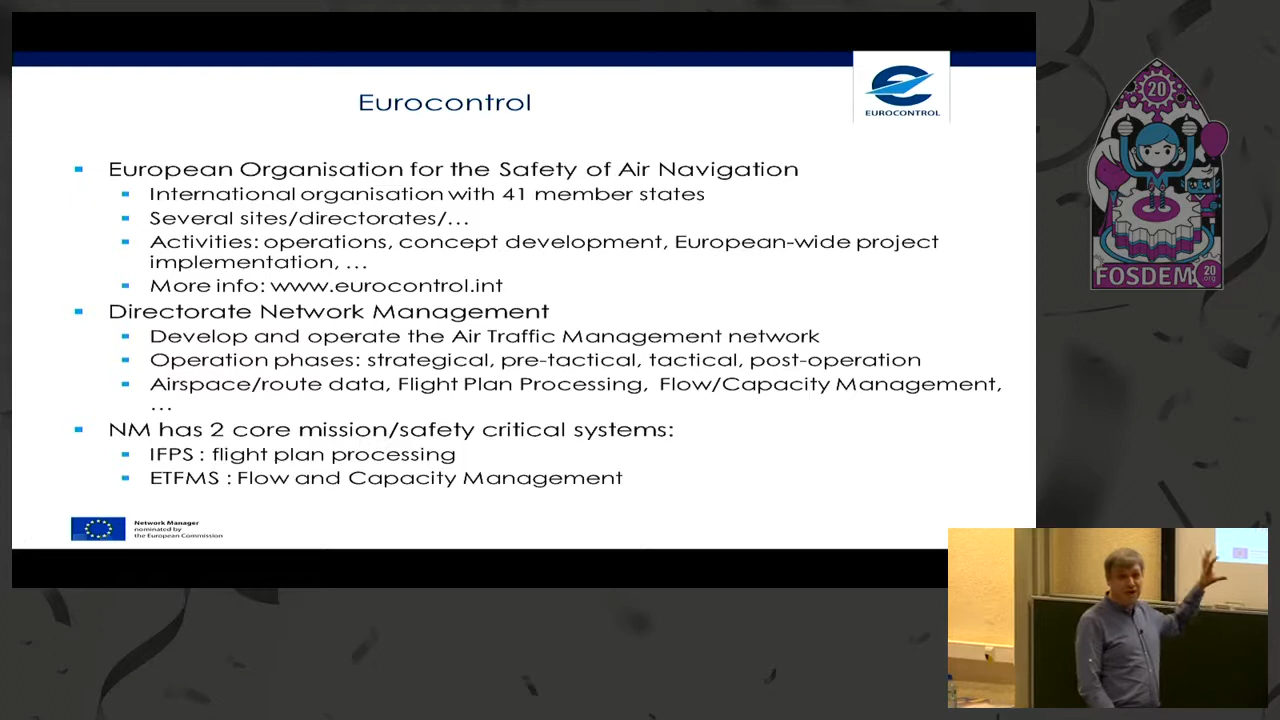 Eurocontrol
EUROCONTROL
European Organisation for the Safety of Air Navigation
International organisation with 41 member states
Several sites/directorates/...
Activities: operations, concept development, European-wide project
implementation, ...
More info: www.eurocontrol.int
Directorate Network Management
Develop and operate the Air Traffic Management network
Operation phases: strategical, pre-tactical, tactical, post-operation
Airspace/route data, Flight Plan Processing, Flow/Capacity Management,
...
NM has 2 core mission/safety critical systems:
IFPS : flight plan processing
ETFMS : Flow and Capacity Management
Network Manager
nominated by
the European Commission
20
FOSDEM
20
.org